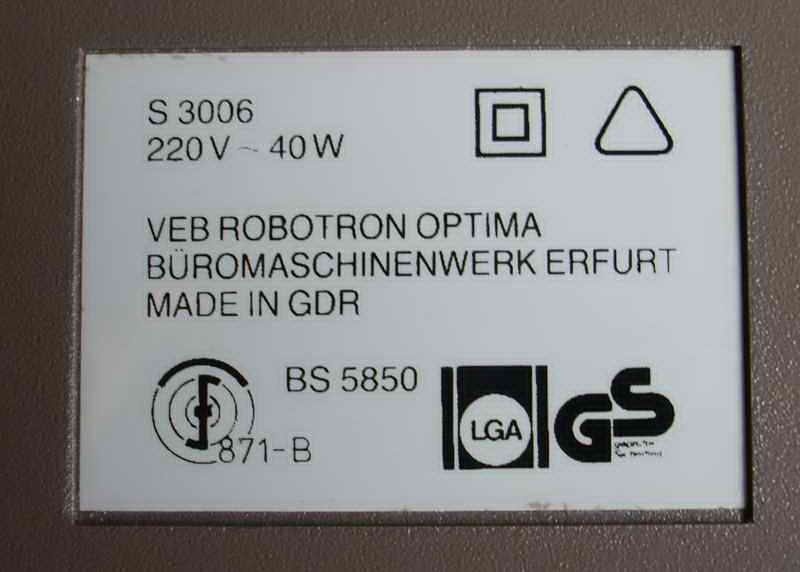 S 3006
220 V ~ 40 W
VEB ROBOTRON OPTIMA
BÜROMASCHINENWERK ERFURT
MADE IN GDR
BS 5850
871-B
LGA
GS